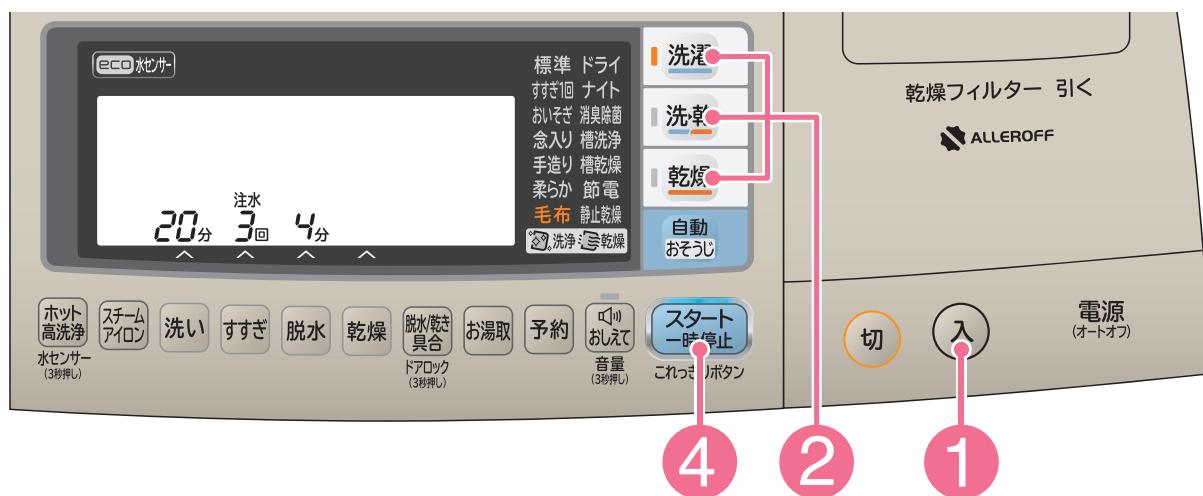 eco 水センサー
標準 ドライ
すすぎ1回 ナイト
おいそぎ 消臭除菌
念入り 槽洗浄
手造り 槽乾燥
柔らか 節電
毛布 静止乾燥
洗浄 乾燥
注水
20分 3回 4分
洗濯
洗・乾
乾燥
自動
おそうじ
乾燥フィルター 引く
ALLEROFF
ホット
高洗浄
水センサー
(3秒押し)
スチーム
アイロン
洗い
すすぎ
脱水
乾燥
脱水/乾き
具合
ドアロック
(3秒押し)
お湯取
予約
おしえて
音量
(3秒押し)
スタート
一時停止
これっきりボタン
切
入
電源
(オートオフ)
4
2
1